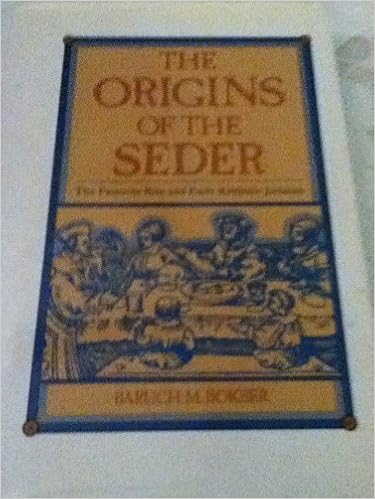 THE
ORIGINS
OF THE
SEDER
The Passover Rite and Early Rabbinic Judaism
BARUCH M. BOKSER